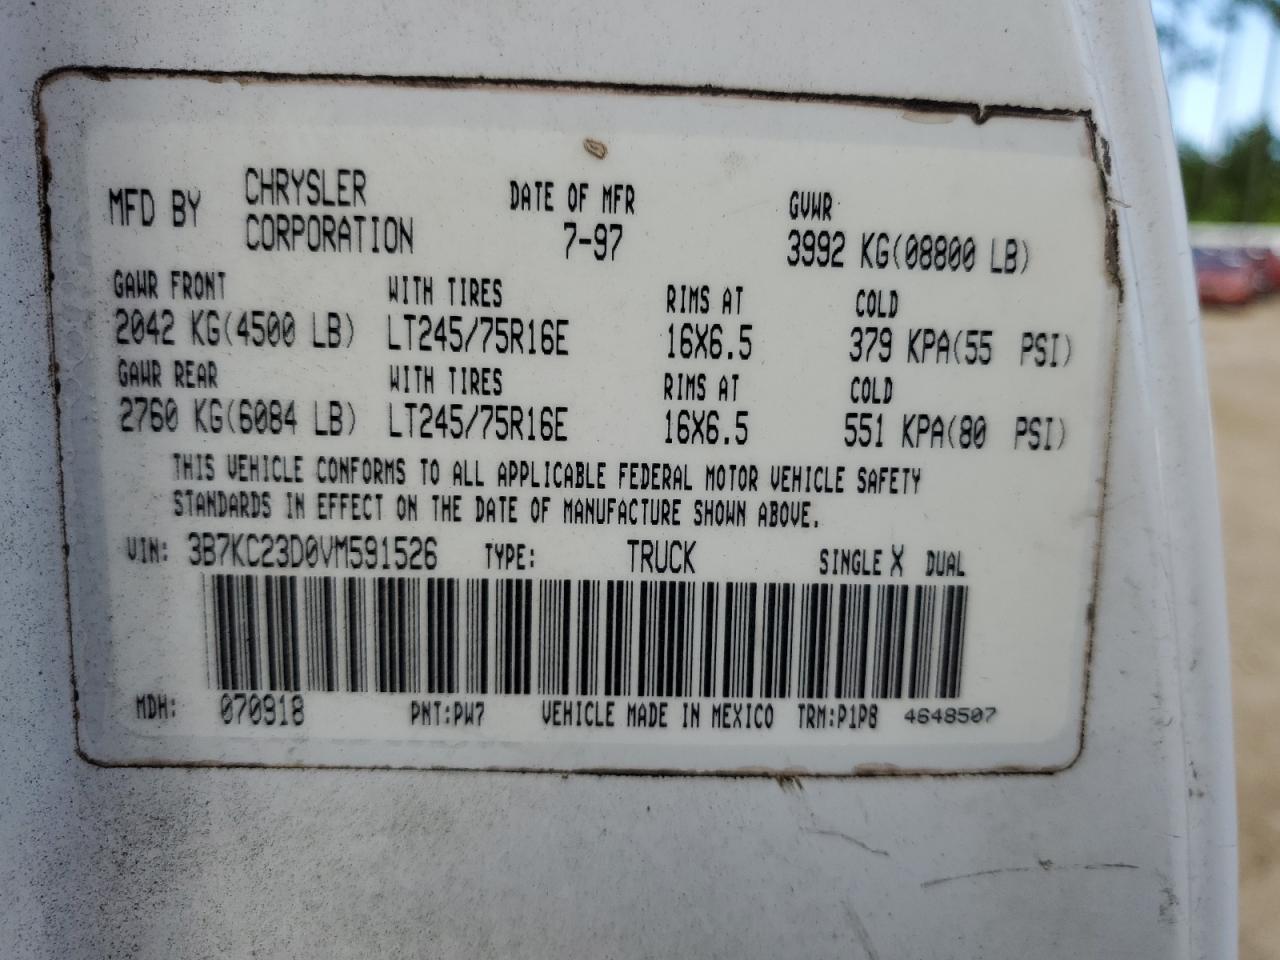 MFD BY CHRYSLER CORPORATION DATE OF MFR 7-97 GVWR 3992 KG(08800 LB)
GAWR FRONT WITH TIRES RIMS AT COLD
2042 KG(4500 LB) LT245/75R16E 16X6.5 379 KPA(55 PSI)
GAWR REAR WITH TIRES RIMS AT COLD
2760 KG(6084 LB) LT245/75R16E 16X6.5 551 KPA(80 PSI)
THIS VEHICLE CONFORMS TO ALL APPLICABLE FEDERAL MOTOR VEHICLE SAFETY
STANDARDS IN EFFECT ON THE DATE OF MANUFACTURE SHOWN ABOVE.
VIN: 3B7KC23D0VM591526 TYPE: TRUCK SINGLE X DUAL
MDH: 070918 PNT:PW7 VEHICLE MADE IN MEXICO TRM:P1P8 4648507